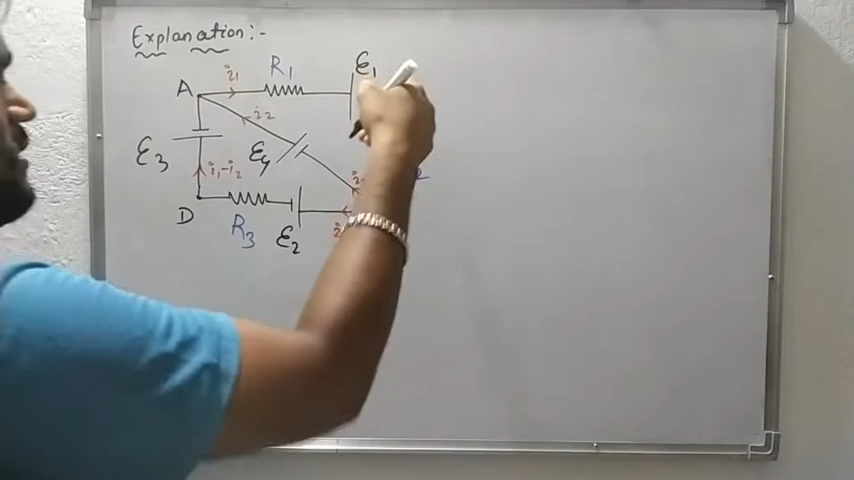 Explanation:-
ε1
R1
i1
A
i2
ε3
ε4
i1-i2
D
R3
ε2